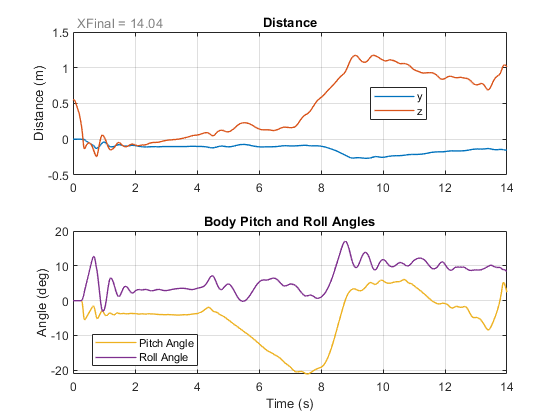 XFinal = 14.04
Distance
Distance (m)
1.5
1
0.5
0
-0.5
y
z
0 2 4 6 8 10 12 14
Body Pitch and Roll Angles
Angle (deg)
20
10
0
-10
-20
Pitch Angle
Roll Angle
0 2 4 6 8 10 12 14
Time (s)